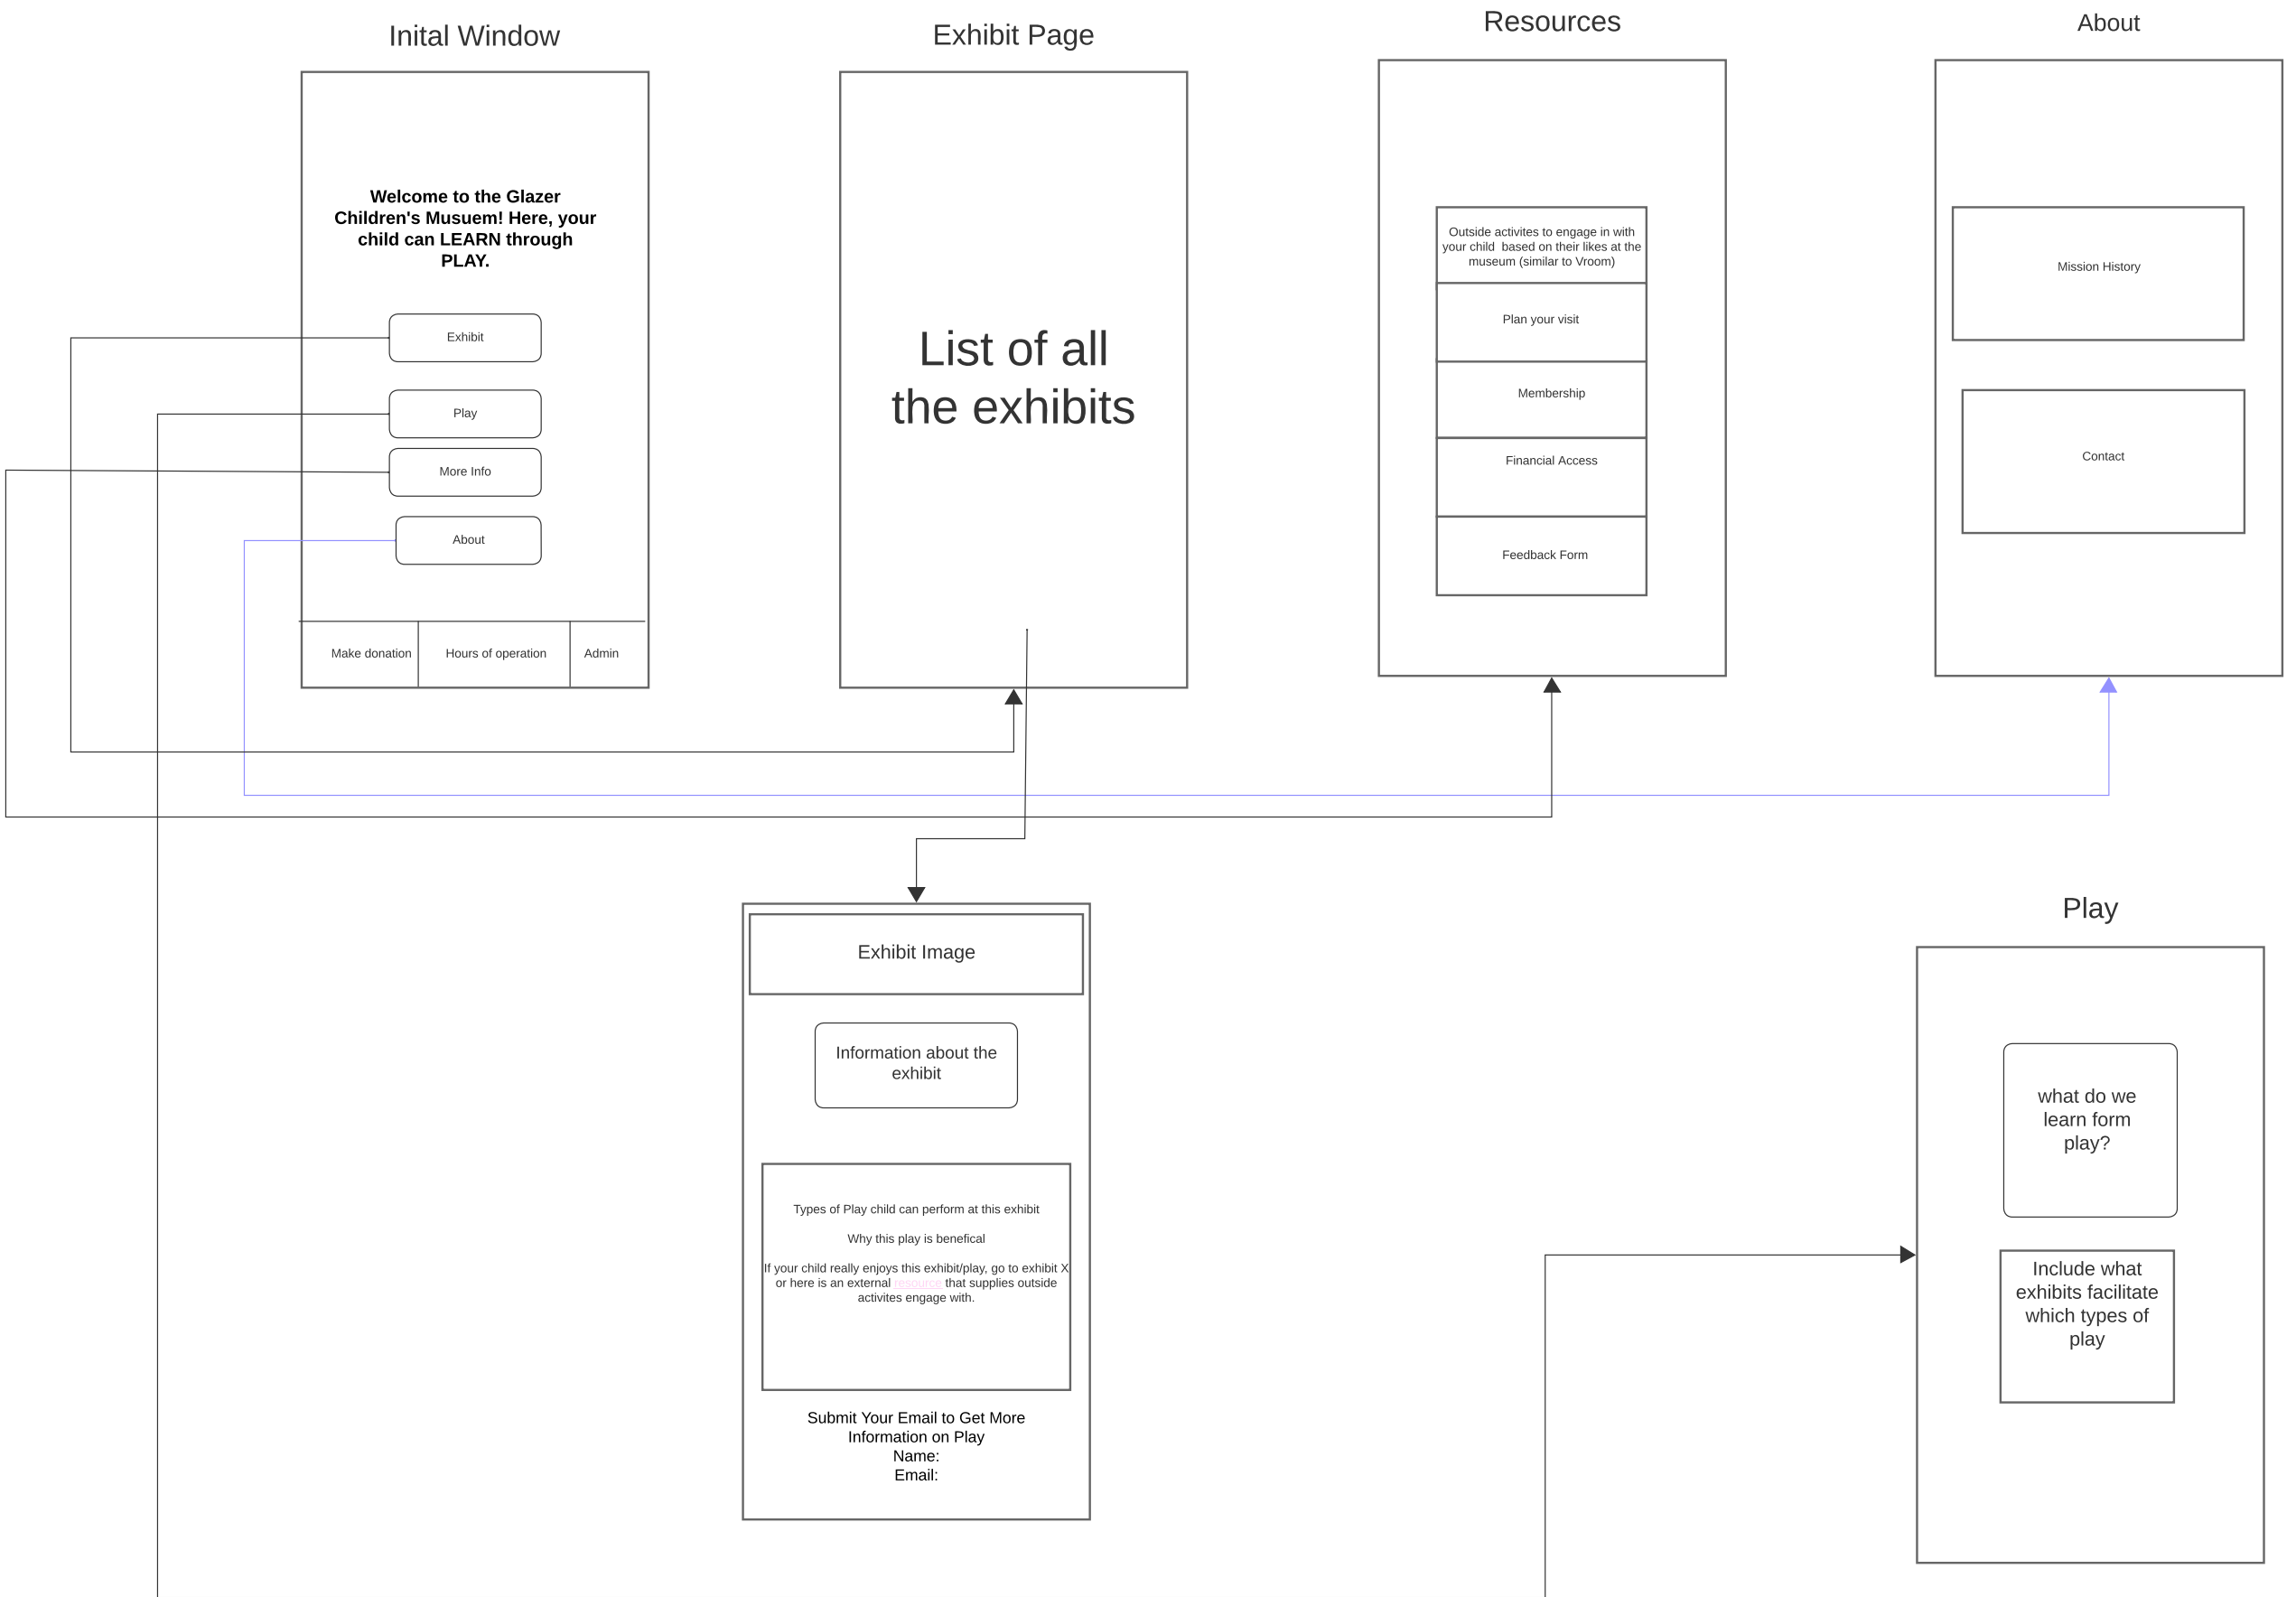 Inital Window
Welcome to the Glazer
Children's Musuem! Here, your
child can LEARN through
PLAY.
Exhibit
Play
More Info
About
Make donation
Hours of operation
Admin
Exhibit Page
List of all
the exhibits
Resources
Outside activites to engage in with
your child  based on their likes at the
museum (similar to Vroom)
Plan your visit
Membership
Financial Access
Feedback Form
About
Mission History
Contact
Exhibit Image
Information about the
exhibit
Types of Play child can perform at this exhibit
Why this play is benefical
If your child really enjoys this exhibit/play, go to exhibit X
or here is an external resource that supplies outside
activites engage with.
Submit Your Email to Get More
Information on Play
Name:
Email:
Play
what do we
learn form
play?
Include what
exhibits facilitate
which types of
play